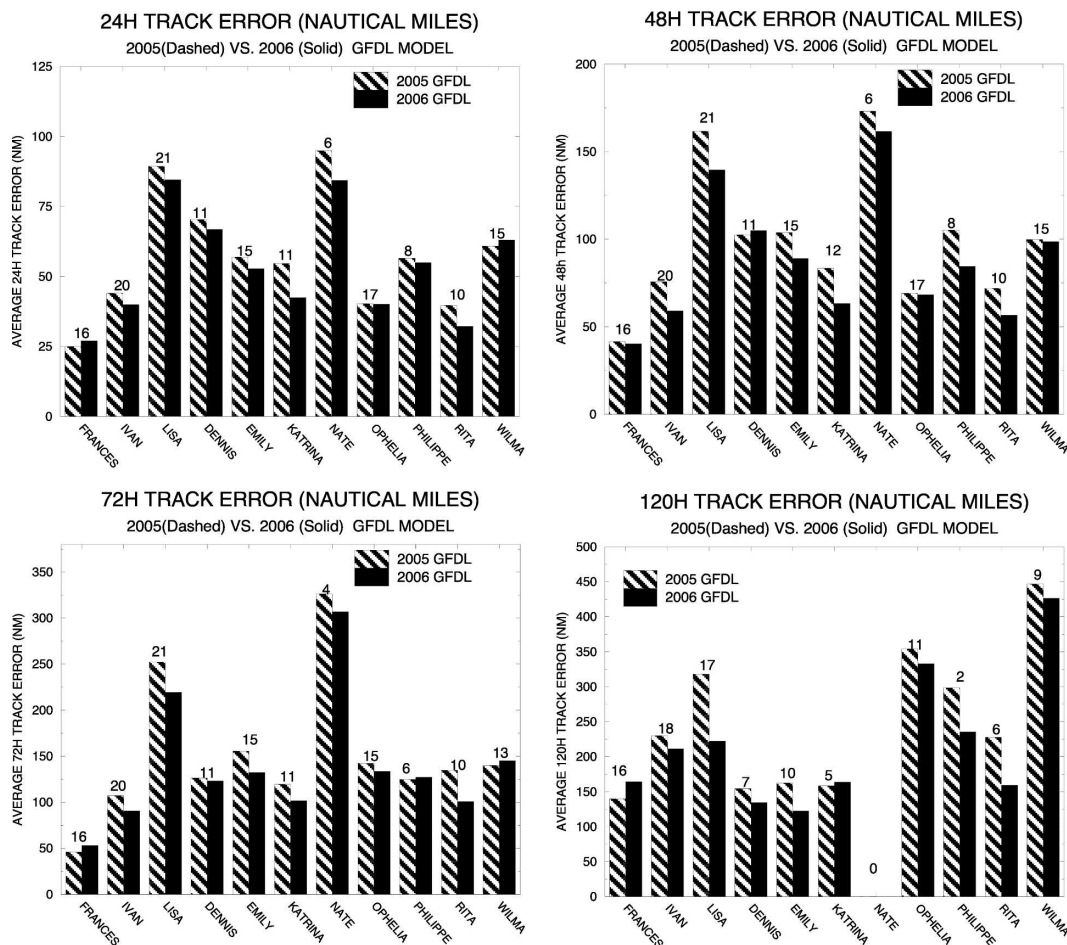 24H TRACK ERROR (NAUTICAL MILES)
2005(Dashed) VS. 2006 (Solid) GFDL MODEL
AVERAGE 24H TRACK ERROR (NM)
125
100
75
50
25
0
2005 GFDL
2006 GFDL
16
20
21
11
15
11
6
17
8
10
15
FRANCES
IVAN
LISA
DENNIS
EMILY
KATRINA
NATE
OPHELIA
PHILIPPE
RITA
WILMA
48H TRACK ERROR (NAUTICAL MILES)
2005(Dashed) VS. 2006 (Solid) GFDL MODEL
AVERAGE 48h TRACK ERROR (NM)
200
150
100
50
0
2005 GFDL
2006 GFDL
16
20
21
11
15
12
6
17
8
10
15
FRANCES
IVAN
LISA
DENNIS
EMILY
KATRINA
NATE
OPHELIA
PHILIPPE
RITA
WILMA
72H TRACK ERROR (NAUTICAL MILES)
2005(Dashed) VS. 2006 (Solid) GFDL MODEL
AVERAGE 72H TRACK ERROR (NM)
350
300
250
200
150
100
50
0
2005 GFDL
2006 GFDL
16
20
21
11
15
11
4
15
6
10
13
FRANCES
IVAN
LISA
DENNIS
EMILY
KATRINA
NATE
OPHELIA
PHILIPPE
RITA
WILMA
120H TRACK ERROR (NAUTICAL MILES)
2005(Dashed) VS. 2006 (Solid) GFDL MODEL
AVERAGE 120H TRACK ERROR (NM)
500
450
400
350
300
250
200
150
100
50
0
2005 GFDL
2006 GFDL
16
18
17
7
10
5
0
11
2
6
9
FRANCES
IVAN
LISA
DENNIS
EMILY
KATRINA
NATE
OPHELIA
PHILIPPE
RITA
WILMA